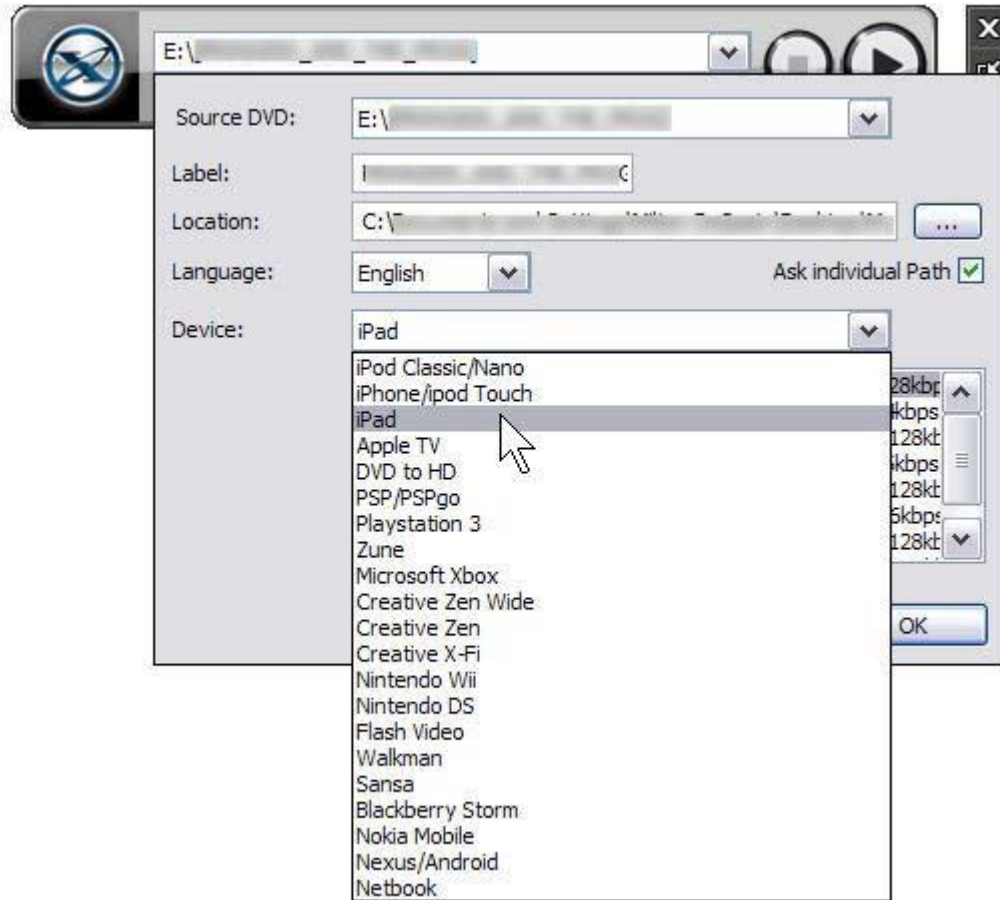 E:\
Source DVD:
E:\
Label:
Location:
C:\
...
Language:
English
Ask individual Path
Device:
iPad
iPod Classic/Nano
iPhone/ipod Touch
iPad
Apple TV
DVD to HD
PSP/PSPgo
Playstation 3
Zune
Microsoft Xbox
Creative Zen Wide
Creative Zen
Creative X-Fi
Nintendo Wii
Nintendo DS
Flash Video
Walkman
Sansa
Blackberry Storm
Nokia Mobile
Nexus/Android
Netbook
kbps
kbps
OK